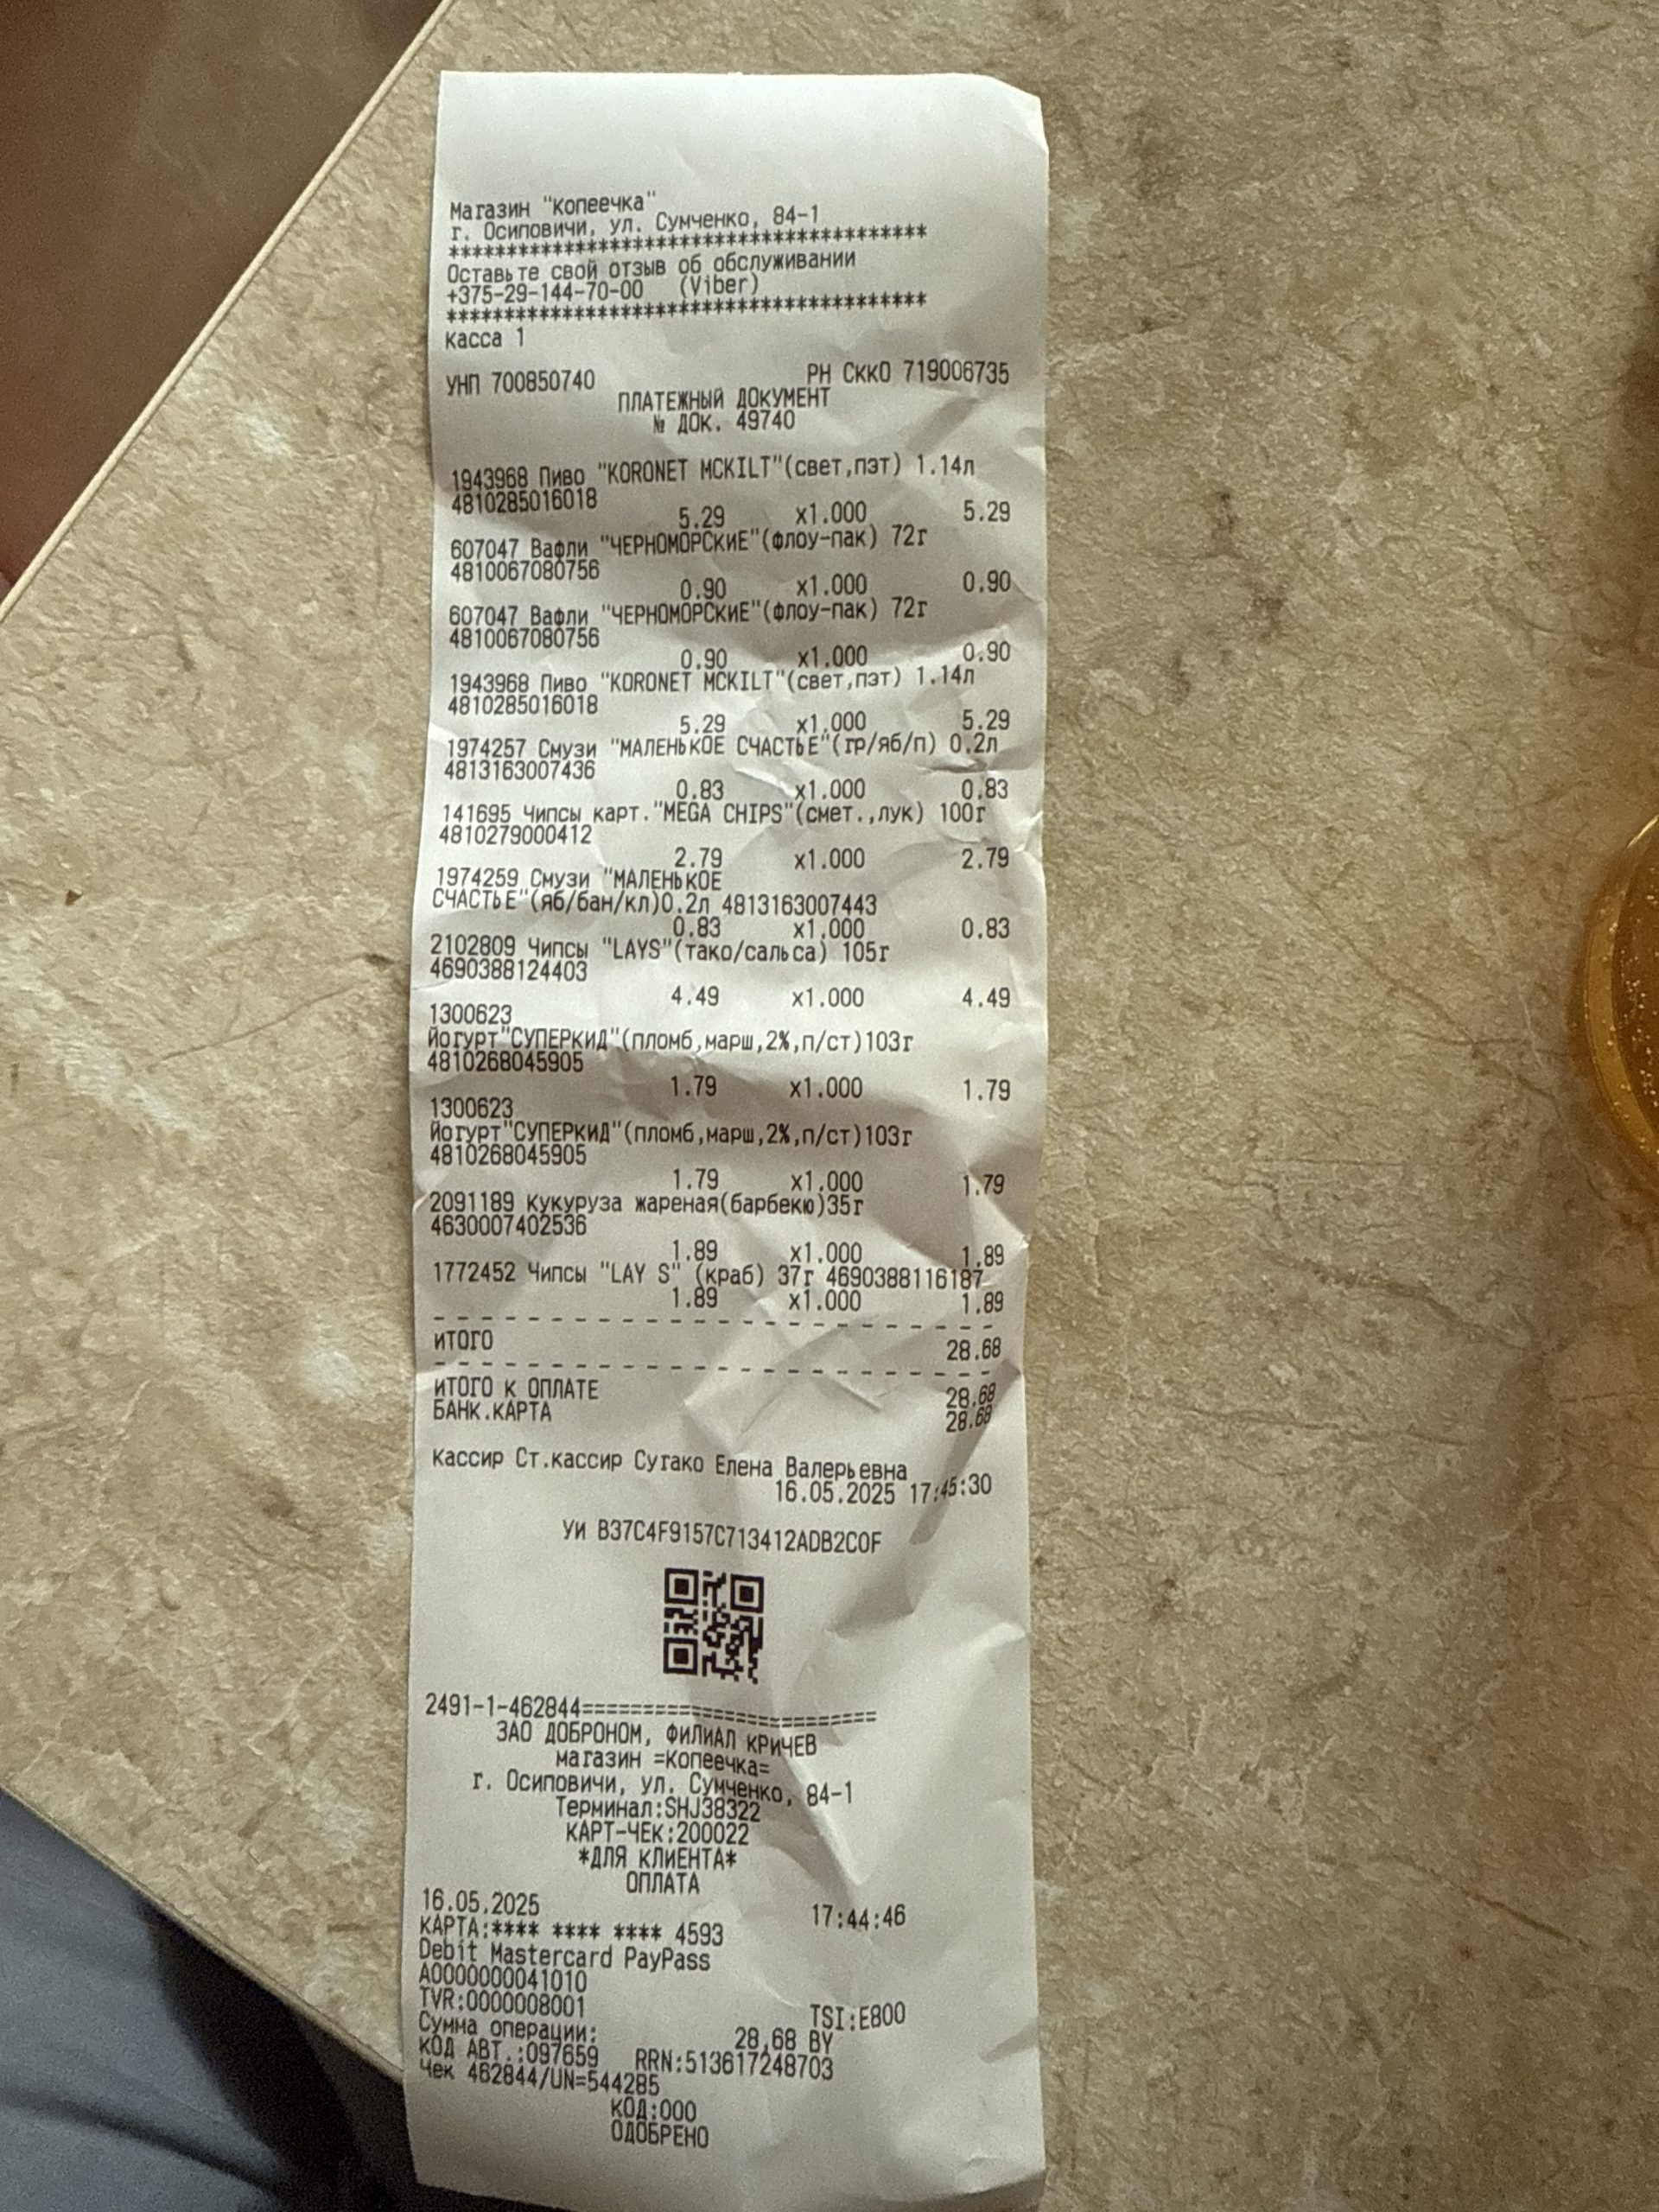 Магазин "Копеечка"
г. Осиповичи, ул. Сумченко, 84-1
*****************************************
Оставьте свой отзыв об обслуживании
+375-29-144-70-00 (Viber)
*****************************************
Касса 1
УНП 700850740 РН СККО 719006735
ПЛАТЕЖНЫЙ ДОКУМЕНТ
№ ДОК. 49740
1943968 Пиво "KORONET MCKILT"(свет,пэт) 1.14л
4810285016018
5.29 x1.000 5.29
607047 Вафли "ЧЕРНОМОРСКИЕ"(флоу-пак) 72г
4810067080756
0.90 x1.000 0.90
607047 Вафли "ЧЕРНОМОРСКИЕ"(флоу-пак) 72г
4810067080756
0.90 x1.000 0.90
1943968 Пиво "KORONET MCKILT"(свет,пэт) 1.14л
4810285016018
5.29 x1.000 5.29
1974257 Смузи "МАЛЕНЬКОЕ СЧАСТЬЕ"(гр/яб/п) 0.2л
4813163007436
0.83 x1.000 0.83
141695 Чипсы карт."MEGA CHIPS"(смет.,лук) 100г
4810279000412
2.79 x1.000 2.79
1974259 Смузи "МАЛЕНЬКОЕ
СЧАСТЬЕ"(яб/бан/кл)0.2л 4813163007443
0.83 x1.000 0.83
2102809 Чипсы "LAYS"(тако/сальса) 105г
4690388124403
4.49 x1.000 4.49
1300623
Йогурт"СУПЕРКИД"(пломб,марш,2%,п/ст)103г
4810268045905
1.79 x1.000 1.79
1300623
Йогурт"СУПЕРКИД"(пломб,марш,2%,п/ст)103г
4810268045905
1.79 x1.000 1.79
2091189 Кукуруза жареная(барбекю)35г
4630007402536
1.89 x1.000 1.89
1772452 Чипсы "LAY S" (краб) 37г 4690388116187
1.89 x1.000 1.89
- - - - - - - - - - - - - - - - - - - - - - - -
ИТОГО 28.68
- - - - - - - - - - - - - - - - - - - - - - - -
ИТОГО К ОПЛАТЕ 28.68
БАНК.КАРТА 28.68
Кассир Ст.кассир Сугако Елена Валерьевна
16.05.2025 17:45:30
УИ B37C4F9157C713412ADB2C0F
2491-1-462844==========================
ЗАО ДОБРОНОМ, ФИЛИАЛ КРИЧЕВ
магазин =Копеечка=
г. Осиповичи, ул. Сумченко, 84-1
Терминал:SHJ38322
КАРТ-ЧЕК:200022
*ДЛЯ КЛИЕНТА*
ОПЛАТА
16.05.2025 17:44:46
КАРТА:**** **** **** 4593
Debit Mastercard PayPass
A0000000041010
TVR:0000008001 TSI:E800
Сумма операции: 28,68 BY
КОД АВТ.:097659 RRN:513617248703
Чек 462844/UN=544285
КОД:000
ОДОБРЕНО